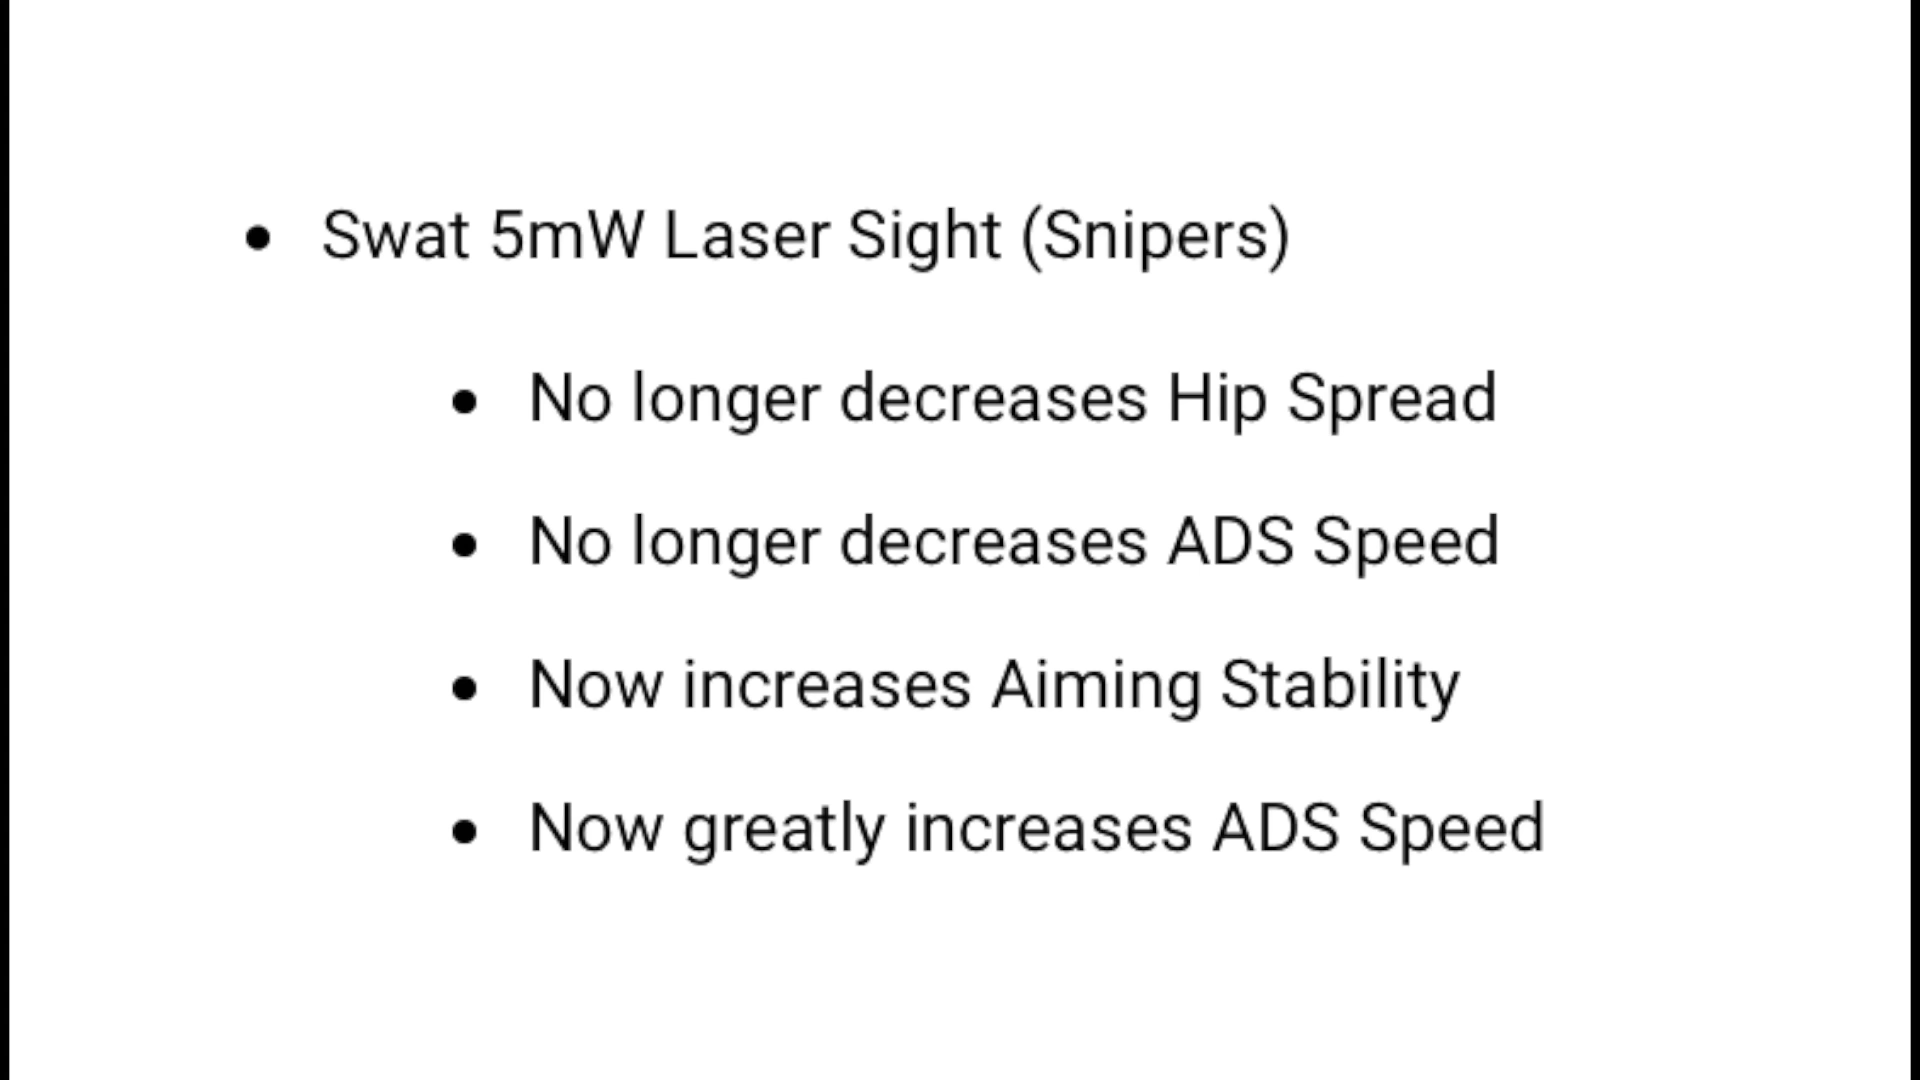 Swat 5mW Laser Sight (Snipers)
No longer decreases Hip Spread
No longer decreases ADS Speed
Now increases Aiming Stability
Now greatly increases ADS Speed